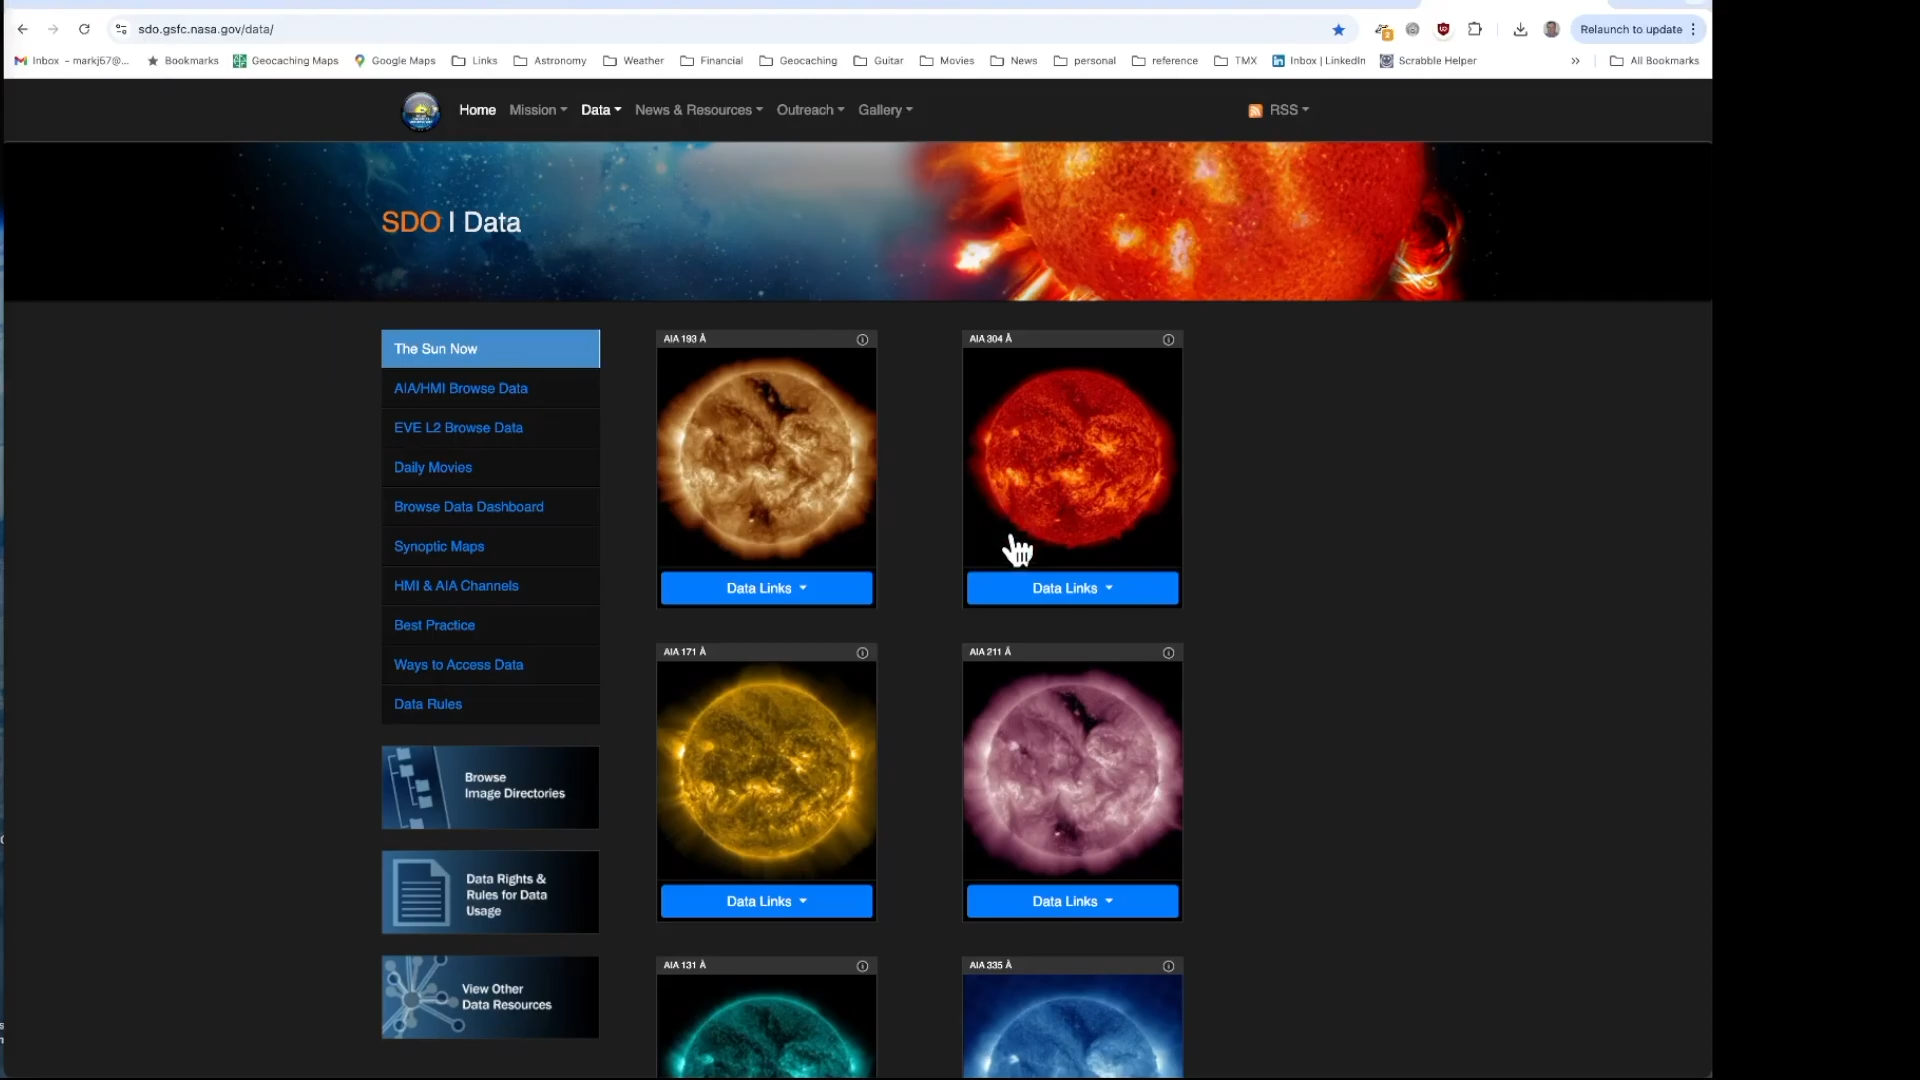 sdo.gsfc.nasa.gov/data/
2
Relaunch to update
Inbox - markj57@...
Bookmarks
Geocaching Maps
Google Maps
Links
Astronomy
Weather
Financial
Geocaching
Guitar
Movies
News
personal
reference
TMX
Inbox | LinkedIn
Scrabble Helper
»
All Bookmarks
Home
Mission
Data
News & Resources
Outreach
Gallery
RSS
SDO | Data
The Sun Now
AIA/HMI Browse Data
EVE L2 Browse Data
Daily Movies
Browse Data Dashboard
Synoptic Maps
HMI & AIA Channels
Best Practice
Ways to Access Data
Data Rules
Browse
Image Directories
Data Rights &
Rules for Data
Usage
View Other
Data Resources
AIA 193 Å
Data Links
AIA 304 Å
Data Links
AIA 171 Å
Data Links
AIA 211 Å
Data Links
AIA 131 Å
AIA 335 Å